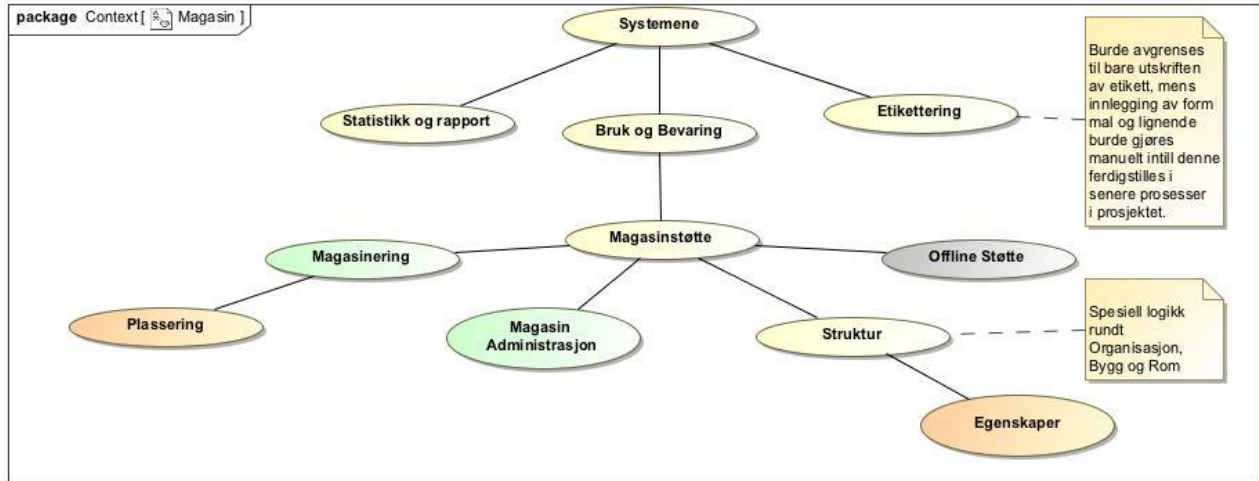 package Context [ Magasin ]
Systemene
Burde avgrenses
til bare utskriften
av etikett, mens
innlegging av form
mal og lignende
burde gjøres
manuelt intill denne
ferdigstilles i
senere prosesser
i prosjektet.
Statistikk og rapport
Bruk og Bevaring
Etikettering
Magasinering
Magasinstøtte
Offline Støtte
Plassering
Magasin
Administrasjon
Struktur
Spesiell logikk
rundt
Organisasjon,
Bygg og Rom
Egenskaper